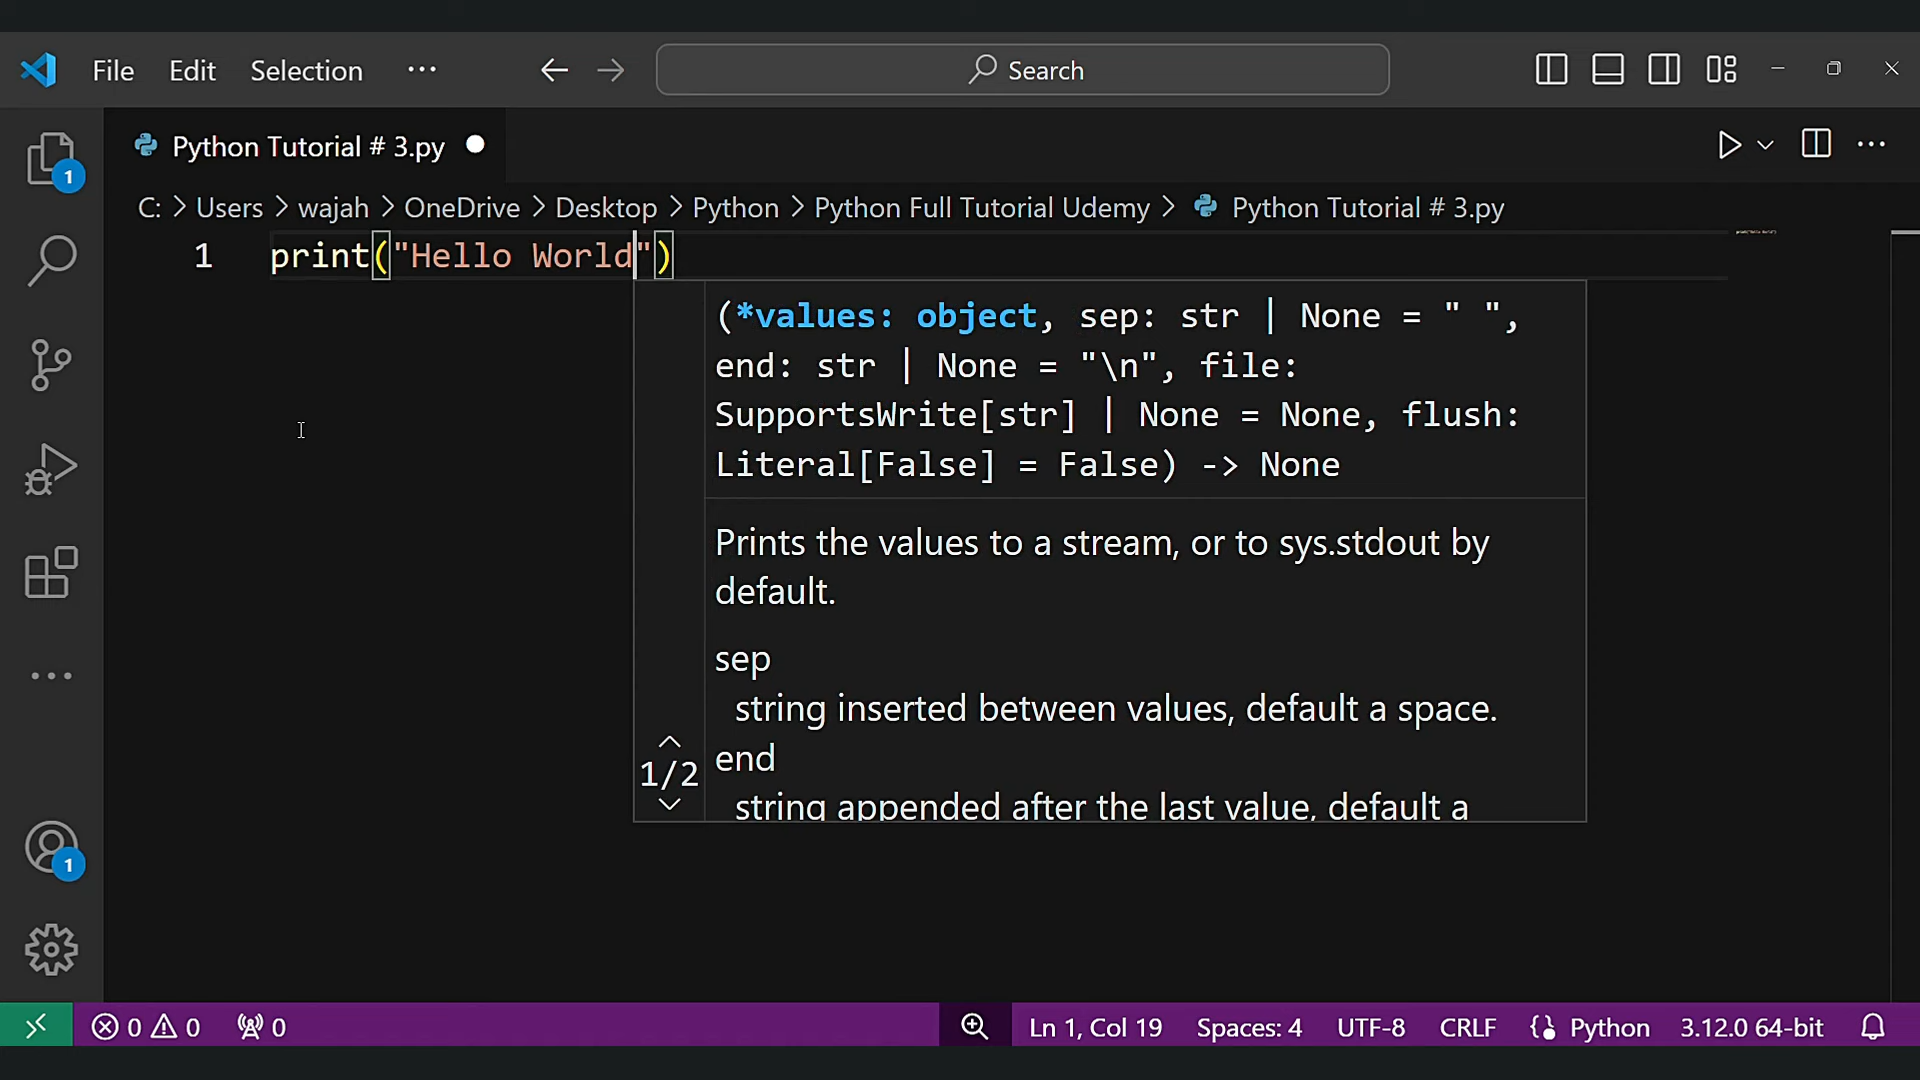 File Edit Selection ··· Search
Python Tutorial # 3.py
C: > Users > wajah > OneDrive > Desktop > Python > Python Full Tutorial Udemy > Python Tutorial # 3.py
1 print("Hello World")
(*values: object, sep: str | None = " ",
end: str | None = "\n", file:
SupportsWrite[str] | None = None, flush:
Literal[False] = False) -> None
Prints the values to a stream, or to sys.stdout by
default.
sep
string inserted between values, default a space.
end
string appended after the last value, default a
1/2
1
1
0 0 0 Ln 1, Col 19 Spaces: 4 UTF-8 CRLF Python 3.12.0 64-bit